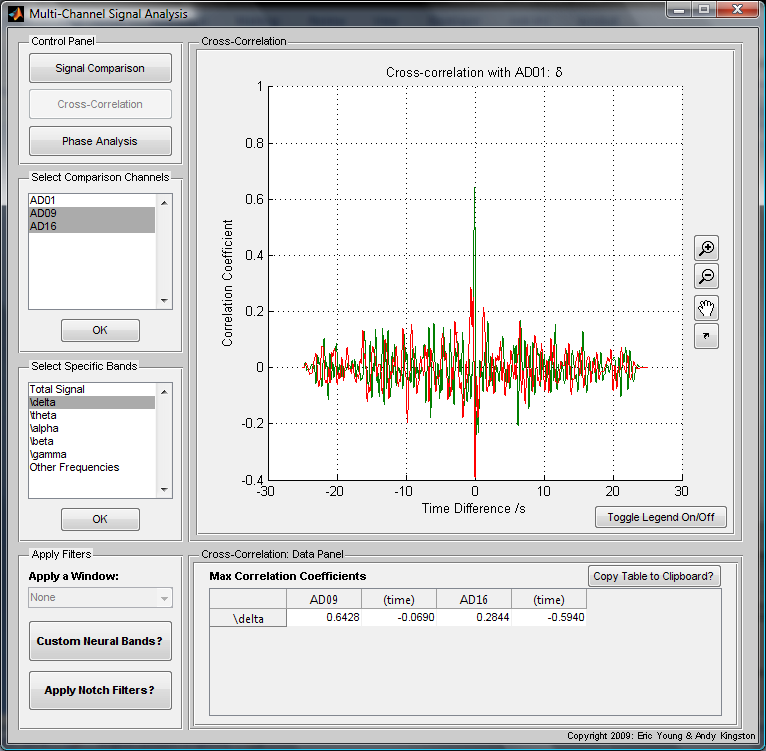 Multi-Channel Signal Analysis
Control Panel
Signal Comparison
Cross-Correlation
Phase Analysis
Select Comparison Channels
AD01
AD09
AD16
OK
Select Specific Bands
Total Signal
\delta
\theta
\alpha
\beta
\gamma
Other Frequencies
OK
Apply Filters
Apply a Window:
None
Custom Neural Bands?
Apply Notch Filters?
Cross-Correlation
Cross-correlation with AD01: δ
Correlation Coefficient
1
0.8
0.6
0.4
0.2
0
-0.2
-0.4
-30 -20 -10 0 10 20 30
Time Difference /s
Toggle Legend On/Off
Cross-Correlation: Data Panel
Max Correlation Coefficients
Copy Table to Clipboard?
AD09 (time) AD16 (time)
\delta 0.6428 -0.0690 0.2844 -0.5940
Copyright 2009: Eric Young & Andy Kingston